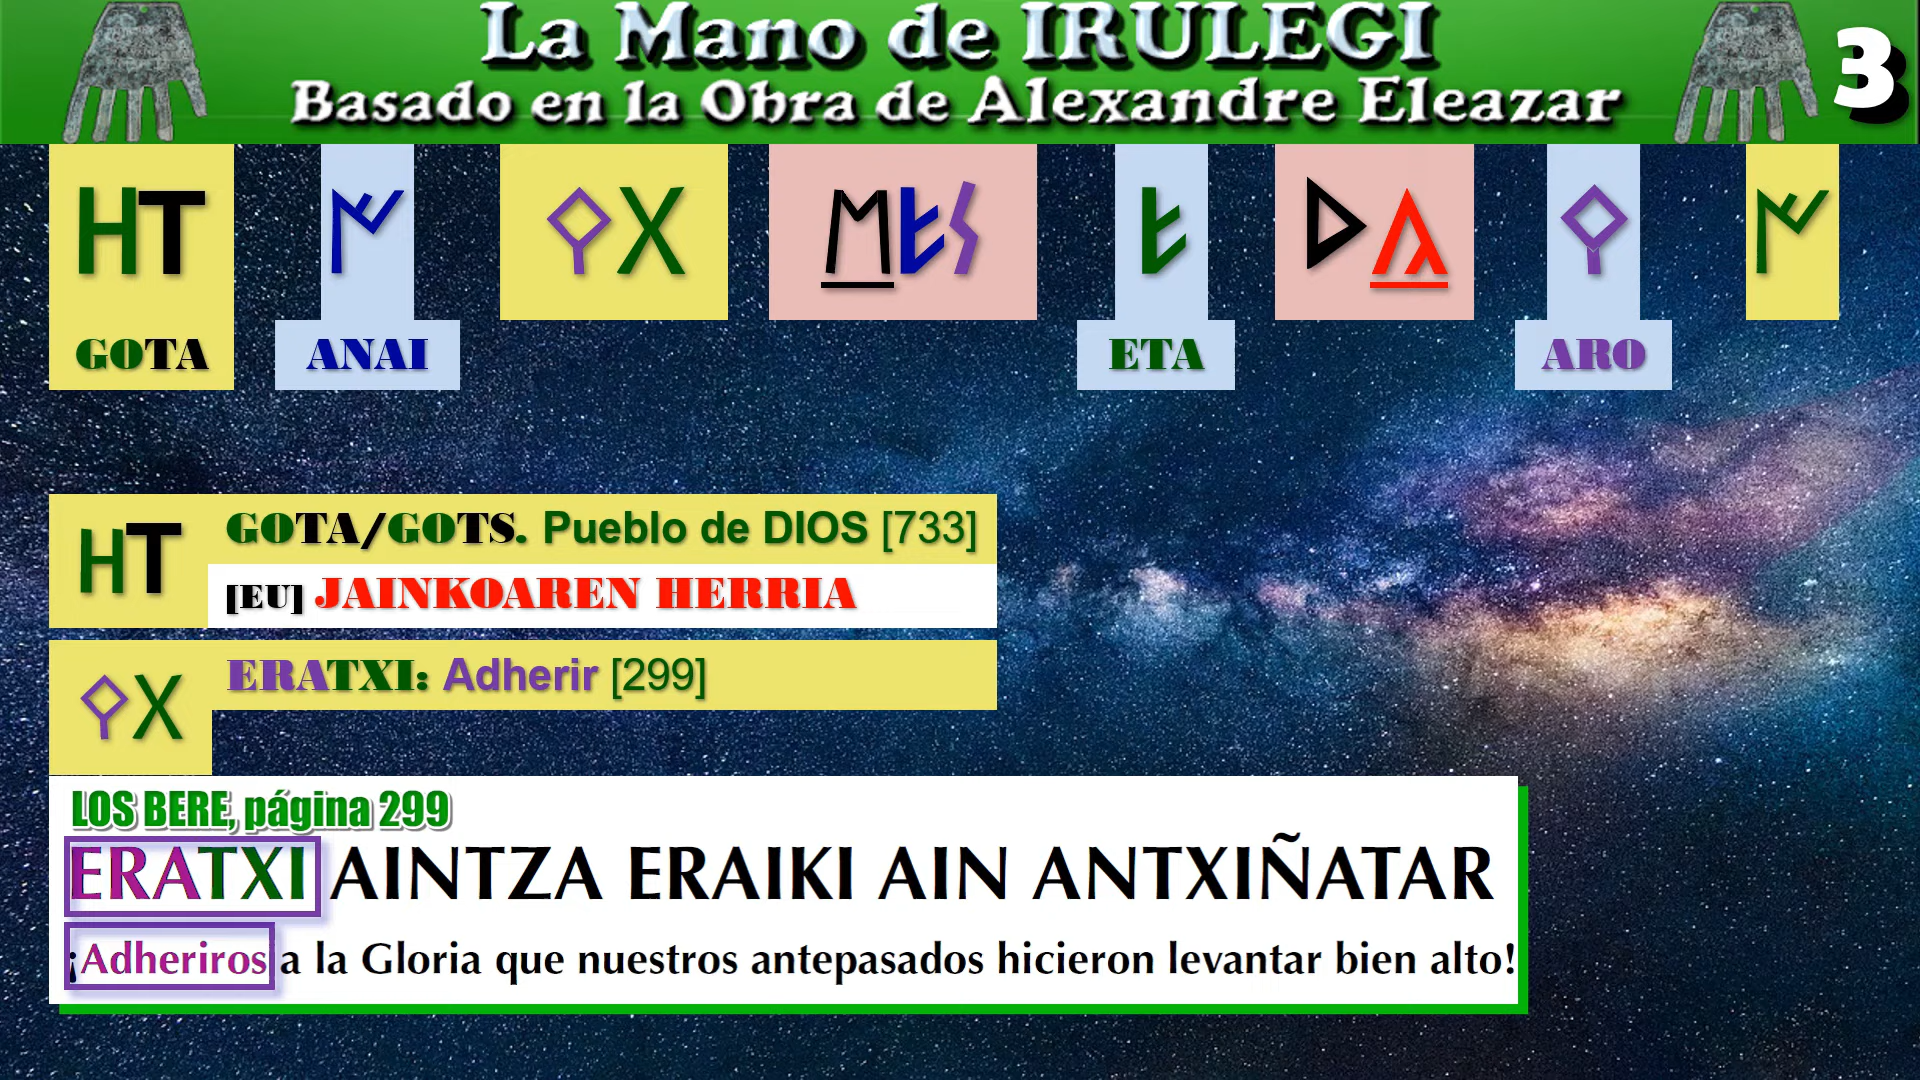 La Mano de IRULEGI
Basado en la Obra de Alexandre Eleazar
3
GOTA ANAI ETA ARO
GOTA/GOTS. Pueblo de DIOS [733]
[EU] JAINKOAREN HERRIA
ERATXI: Adherir [299]
LOS BERE, página 299
ERATXI AINTZA ERAIKI AIN ANTXIÑATAR
¡Adheriros a la Gloria que nuestros antepasados hicieron levantar bien alto!